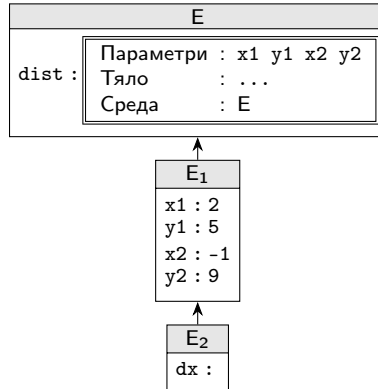 E
dist : Параметри : x1 y1 x2 y2
Тяло : ...
Среда : E
E1
x1 : 2
y1 : 5
x2 : -1
y2 : 9
E2
dx :